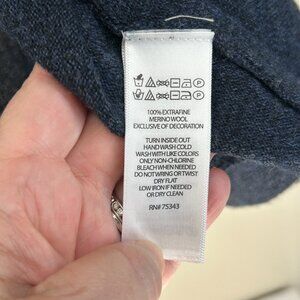 100% EXTRAFINE
MERINO WOOL
EXCLUSIVE OF DECORATION
TURN INSIDE OUT
HAND WASH COLD
WASH WITH LIKE COLORS
ONLY NON-CHLORINE
BLEACH WHEN NEEDED
DO NOT WRING OR TWIST
DRY FLAT
LOW IRON IF NEEDED
OR DRY CLEAN
RN# 75343